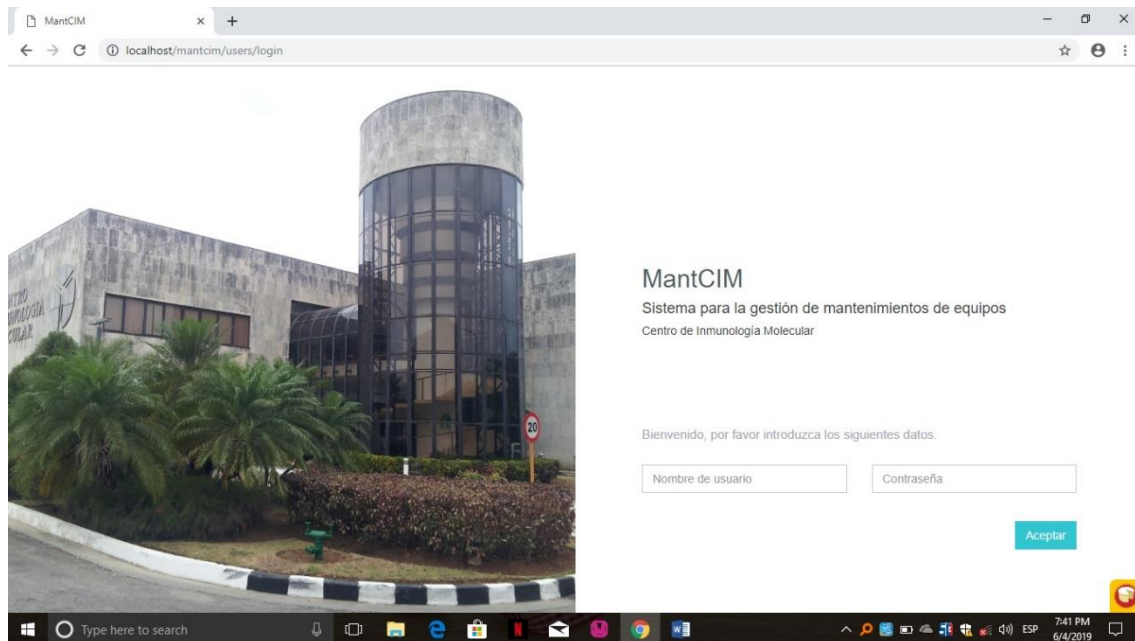 MantCIM
localhost/mantcim/users/login
MantCIM
Sistema para la gestión de mantenimientos de equipos
Centro de Inmunología Molecular
20
Bienvenido, por favor introduzca los siguientes datos.
Nombre de usuario
Contraseña
Aceptar
Type here to search
ESP
7:41 PM
6/4/2019